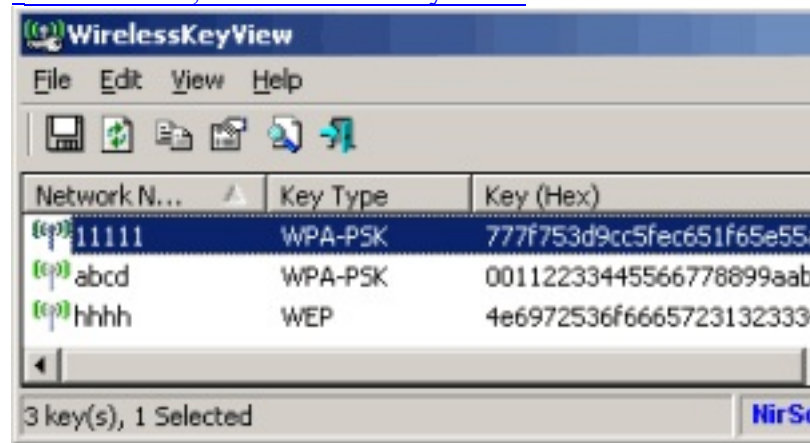 WirelessKeyView
File Edit View Help
Network N... Key Type Key (Hex)
11111 WPA-PSK 777f753d9cc5fec651f65e55
abcd WPA-PSK 00112233445566778899aab
hhhh WEP 4e6972536f6665723132333
3 key(s), 1 Selected NirS